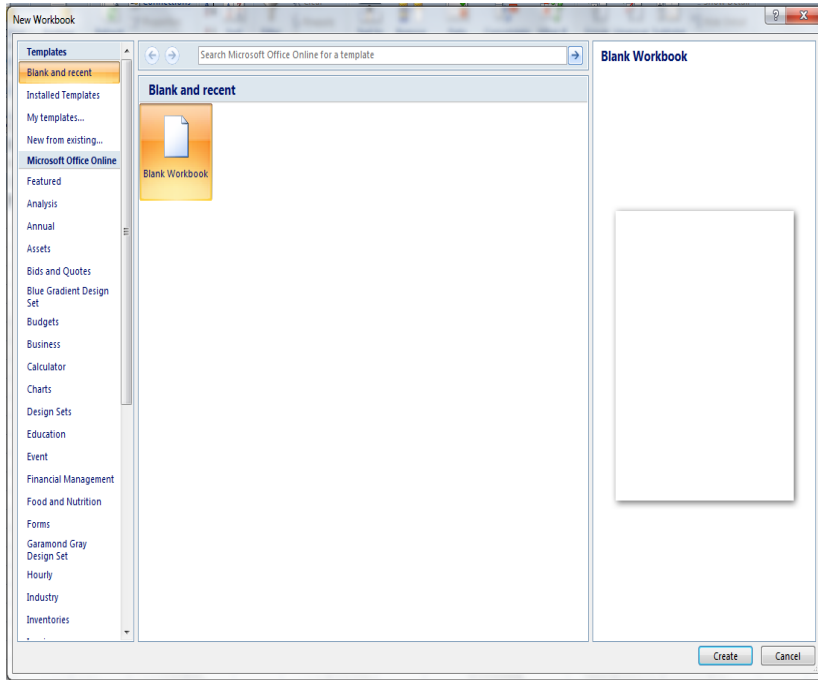 New Workbook
Templates
Blank and recent
Installed Templates
My templates...
New from existing...
Microsoft Office Online
Featured
Analysis
Annual
Assets
Bids and Quotes
Blue Gradient Design
Set
Budgets
Business
Calculator
Charts
Design Sets
Education
Event
Financial Management
Food and Nutrition
Forms
Garamond Gray
Design Set
Hourly
Industry
Inventories
Search Microsoft Office Online for a template
Blank and recent
Blank Workbook
Blank Workbook
Create
Cancel